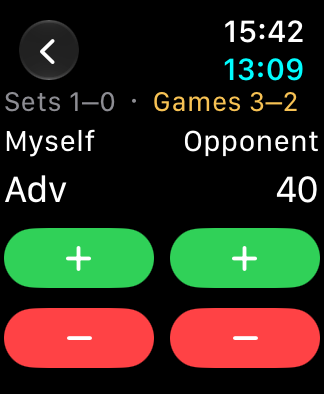 15:42
13:09
Sets 1–0 · Games 3–2
Myself Opponent
Adv 40
+ +
− −